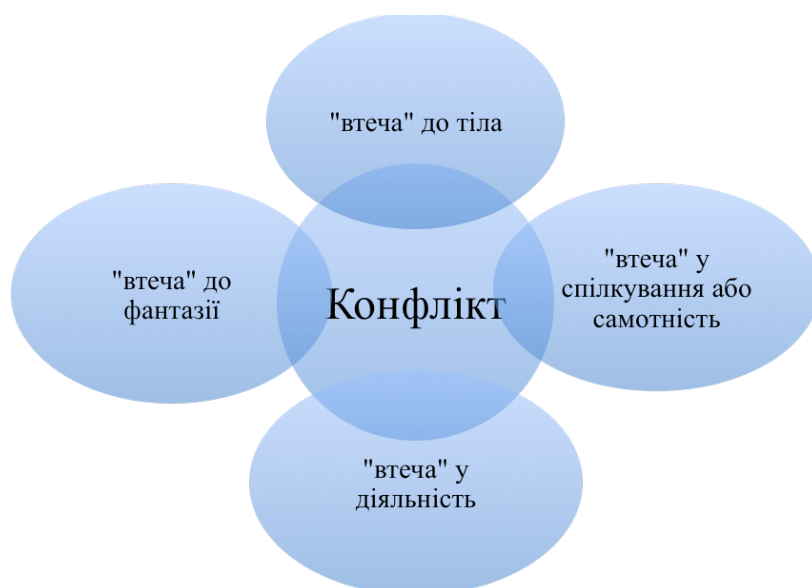 "втеча" до тіла
"втеча" до
фантазії
Конфлікт
"втеча" у
спілкування або
самотність
"втеча" у
діяльність